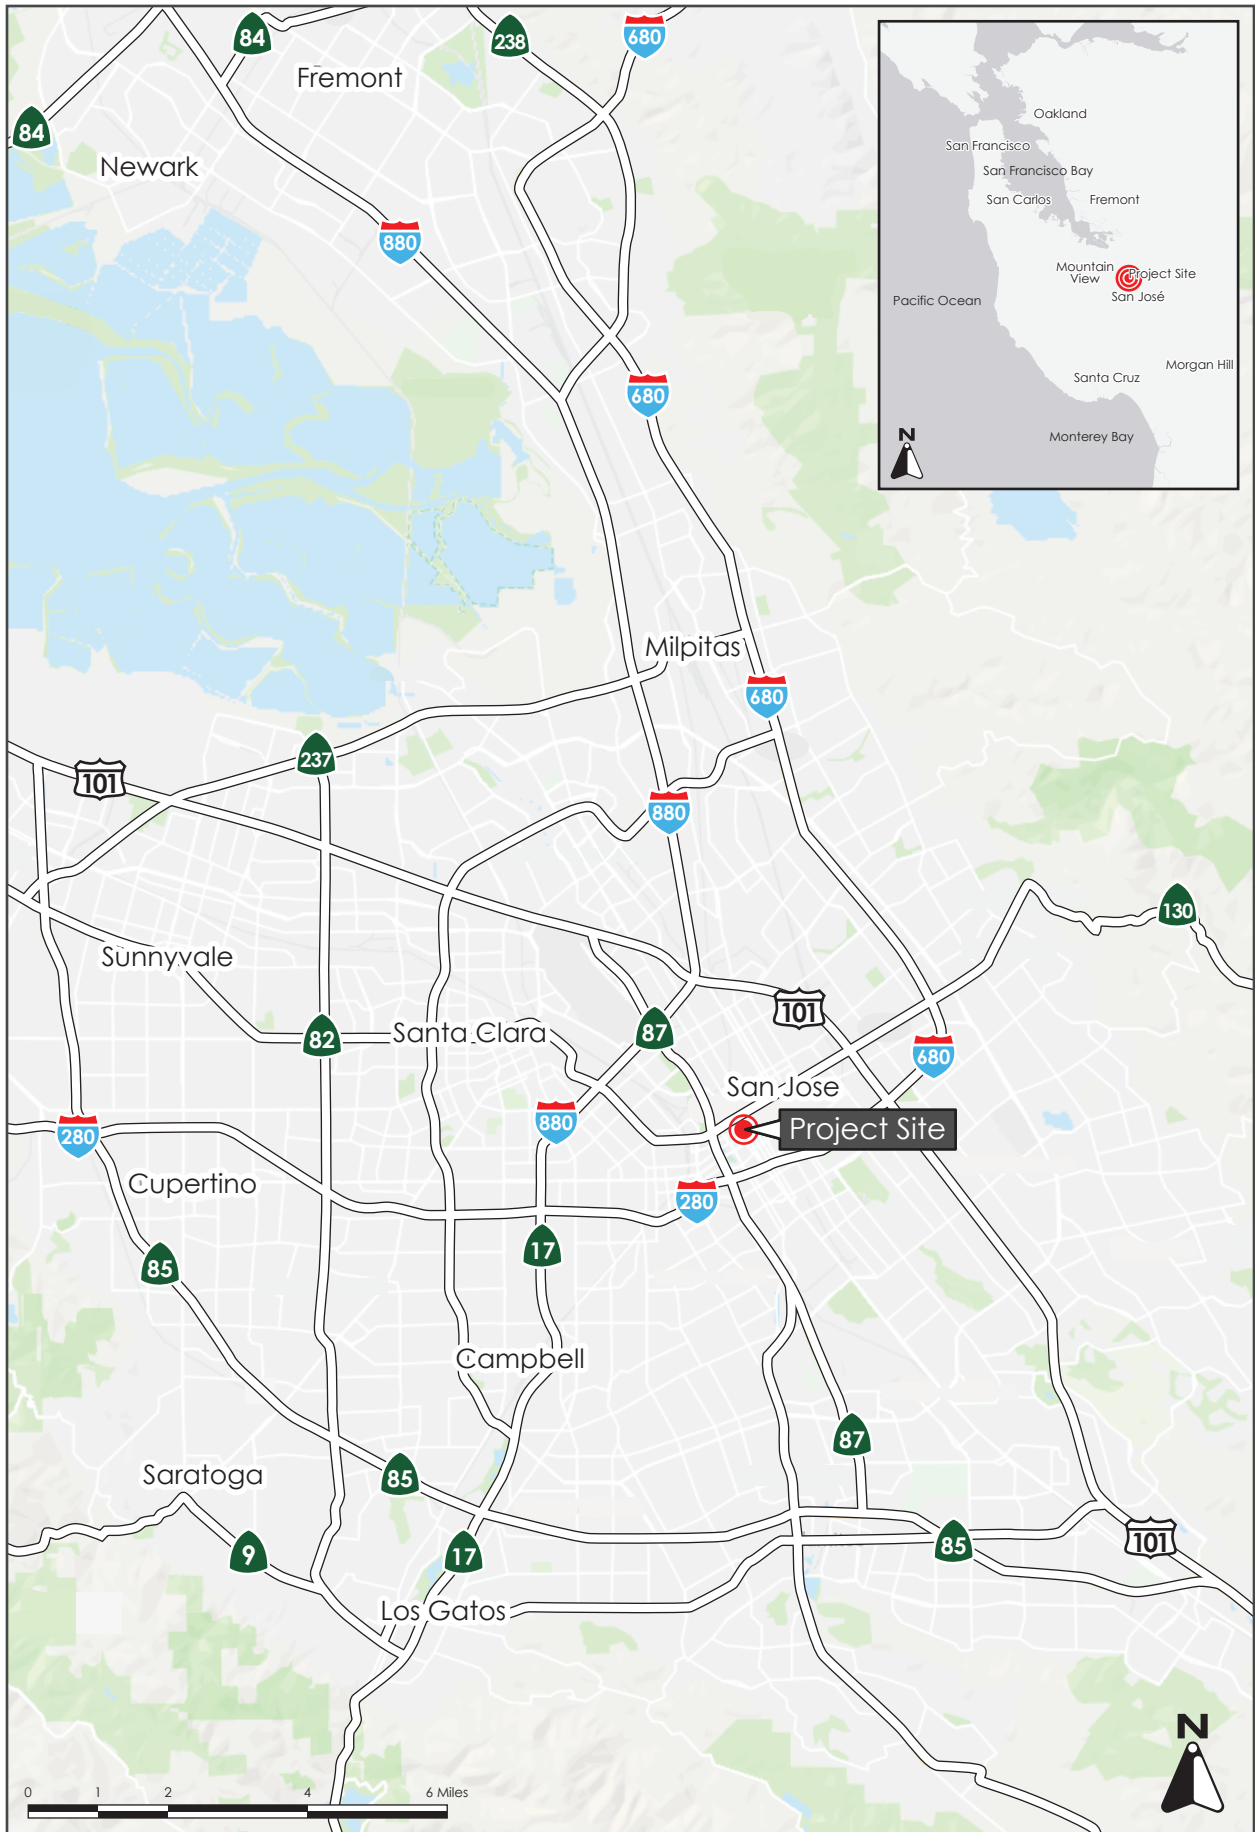 84
238
680
Fremont
84
Newark
880
680
Oakland
San Francisco
San Francisco Bay
San Carlos
Fremont
Mountain
View
Project Site
San José
Pacific Ocean
Morgan Hill
Santa Cruz
Monterey Bay
N
Milpitas
680
237
101
880
130
Sunnyvale
101
82
Santa Clara
87
680
San Jose
880
280
Project Site
Cupertino
280
17
85
Campbell
87
Saratoga
85
101
85
9
17
Los Gatos
N
0 1 2 4 6 Miles